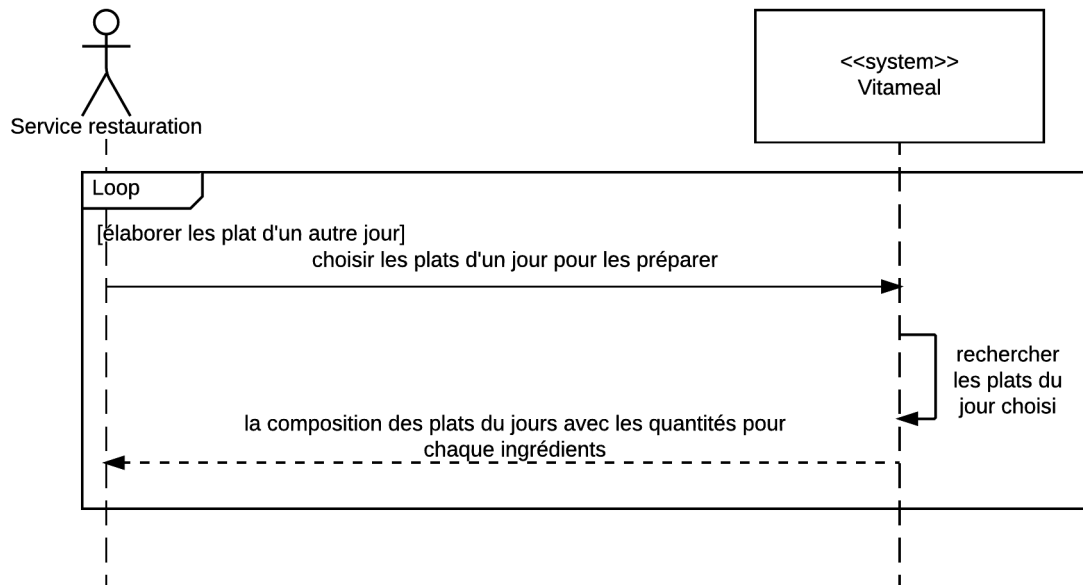 <<system>>
Vitameal
Service restauration
Loop
[élaborer les plat d'un autre jour]
choisir les plats d'un jour pour les préparer
rechercher
les plats du
jour choisi
la composition des plats du jours avec les quantités pour
chaque ingrédients